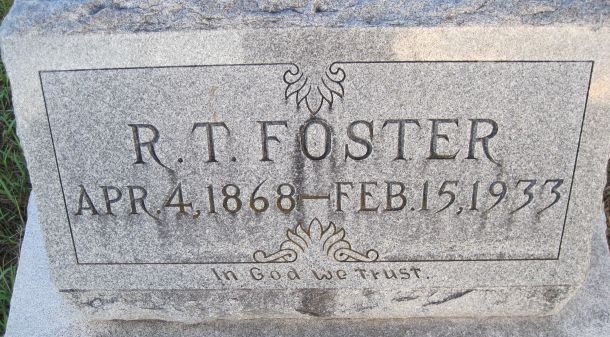 R.T. FOSTER
APR.4,1868—FEB.15,1933
In God we Trust.